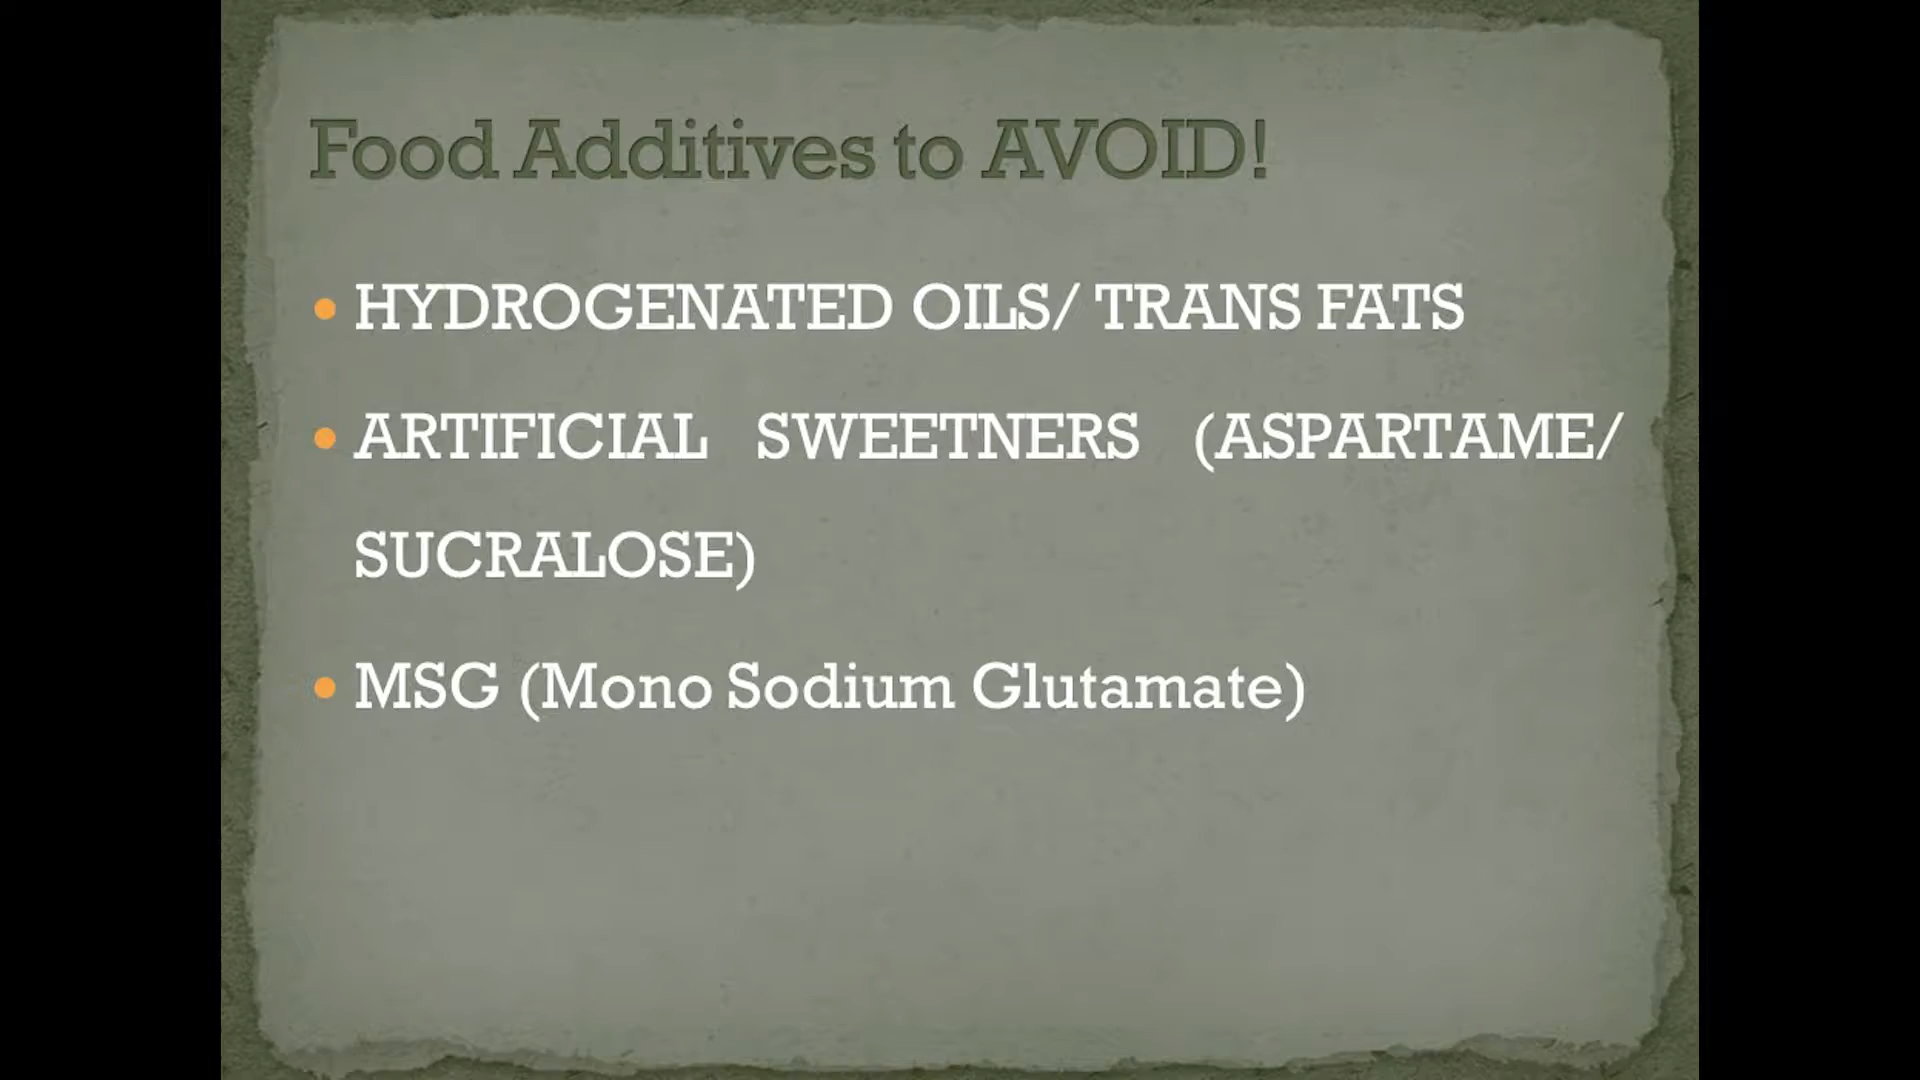 Food Additives to AVOID!
HYDROGENATED OILS/ TRANS FATS
ARTIFICIAL SWEETNERS (ASPARTAME/
SUCRALOSE)
MSG (Mono Sodium Glutamate)